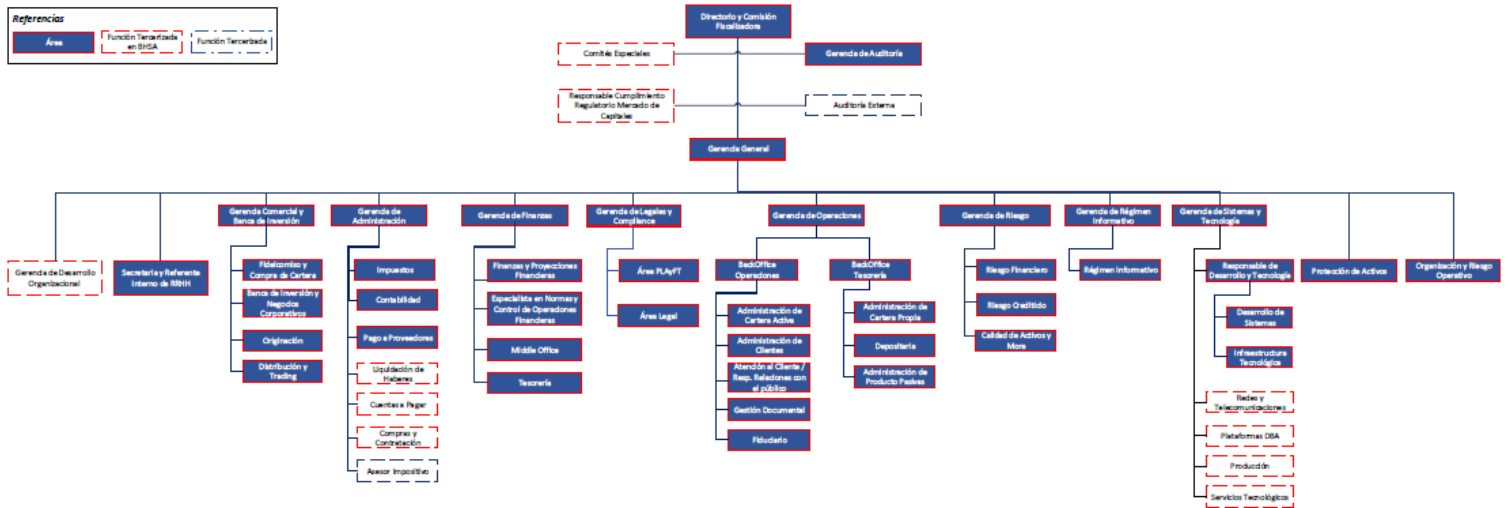 Referencias
Área
Función Tercerizada
en BHSA
Función Tercerizada
Directorio y Comisión
Fiscalizadora
Comités Especiales
Gerencia de Auditoría
Responsable Cumplimiento
Regulatorio Mercado de
Capitales
Auditoría Externa
Gerencia General
Gerencia de Desarrollo
Organizacional
Secretaria y Referente
Interno de RRHH
Gerencia Comercial y
Banca de Inversión
Fideicomiso y
Compra de Cartera
Banca de Inversión y
Negocios
Corporativos
Originación
Distribución y
Trading
Gerencia de
Administración
Impuestos
Contabilidad
Pago a Proveedores
Liquidación de
Haberes
Cuentas a Pagar
Compras y
Contratación
Asesor Impositivo
Gerencia de Finanzas
Finanzas y Proyecciones
Financieras
Especialista en Normas y
Control de Operaciones
Financieras
Middle Office
Tesorería
Gerencia de Legales y
Compliance
Área PLAyFT
Área Legal
Gerencia de Operaciones
BackOffice
Operaciones
Administración de
Cartera Activa
Administración de
Clientes
Atención al Cliente /
Resp. Relaciones con
el público
Gestión Documental
Fiduciario
BackOffice
Tesorería
Administración de
Cartera Propia
Depositaria
Administración de
Producto Pasivas
Gerencia de Riesgo
Riesgo Financiero
Riesgo Crediticio
Calidad de Activos y
Mora
Gerencia de Régimen
Informativo
Régimen Informativo
Gerencia de Sistemas y
Tecnología
Responsable de
Desarrollo y Tecnología
Desarrollo de
Sistemas
Infraestructura
Tecnológica
Redes y
Telecomunicaciones
Plataformas DBA
Producción
Servicios Tecnológicos
Protección de Activos
Organización y Riesgo
Operativo